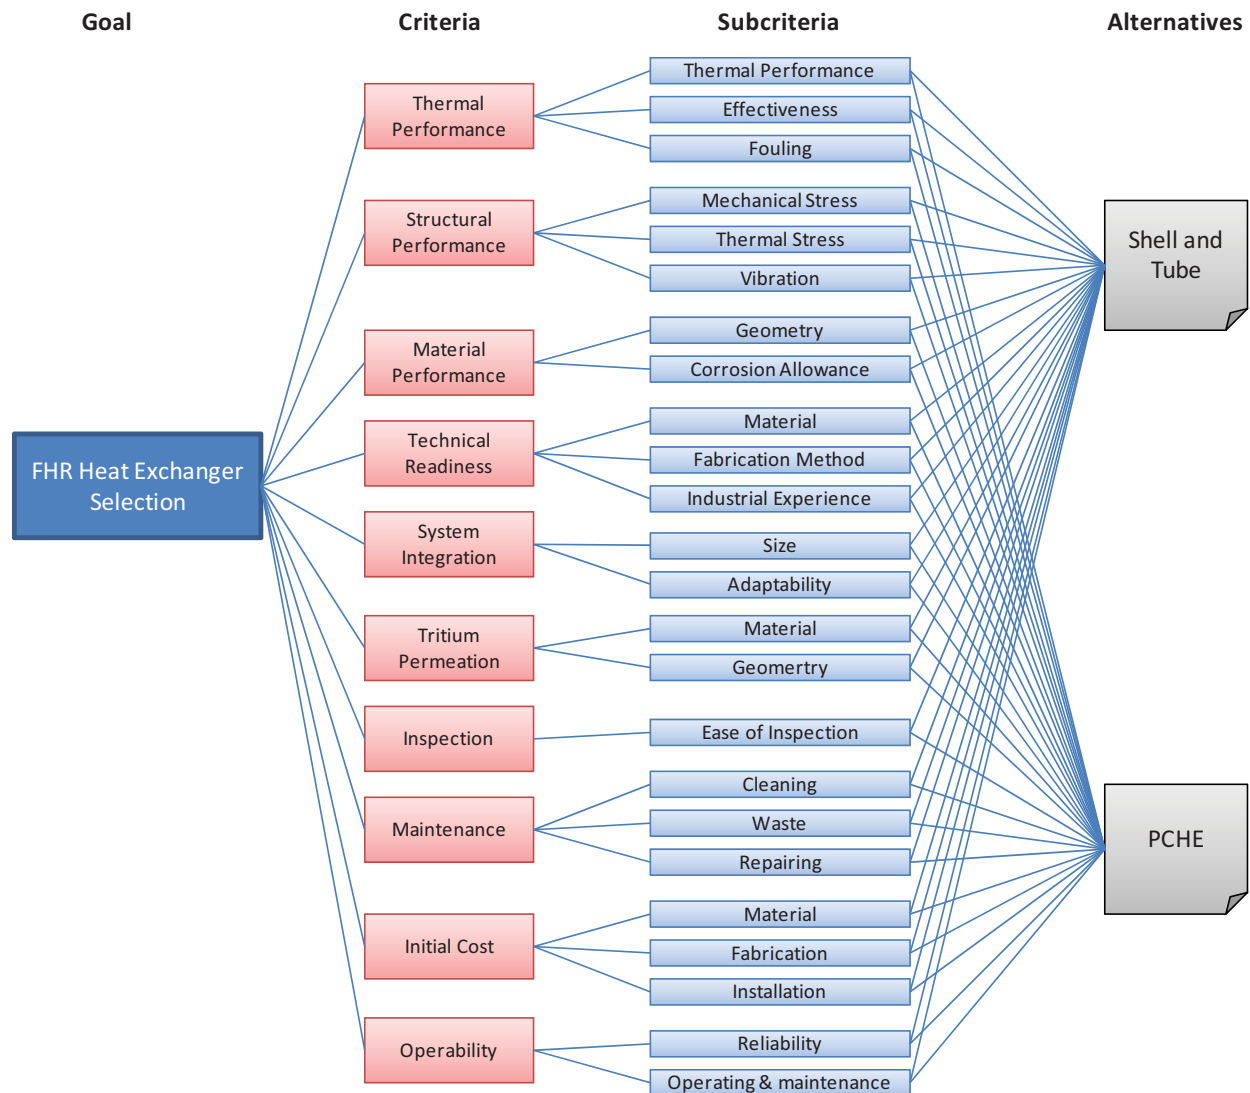 Goal
Criteria
Subcriteria
Alternatives
FHR Heat Exchanger
Selection
Thermal
Performance
Structural
Performance
Material
Performance
Technical
Readiness
System
Integration
Tritium
Permeation
Inspection
Maintenance
Initial Cost
Operability
Thermal Performance
Effectiveness
Fouling
Mechanical Stress
Thermal Stress
Vibration
Geometry
Corrosion Allowance
Material
Fabrication Method
Industrial Experience
Size
Adaptability
Material
Geomertry
Ease of Inspection
Cleaning
Waste
Repairing
Material
Fabrication
Installation
Reliability
Operating & maintenance
Shell and
Tube
PCHE